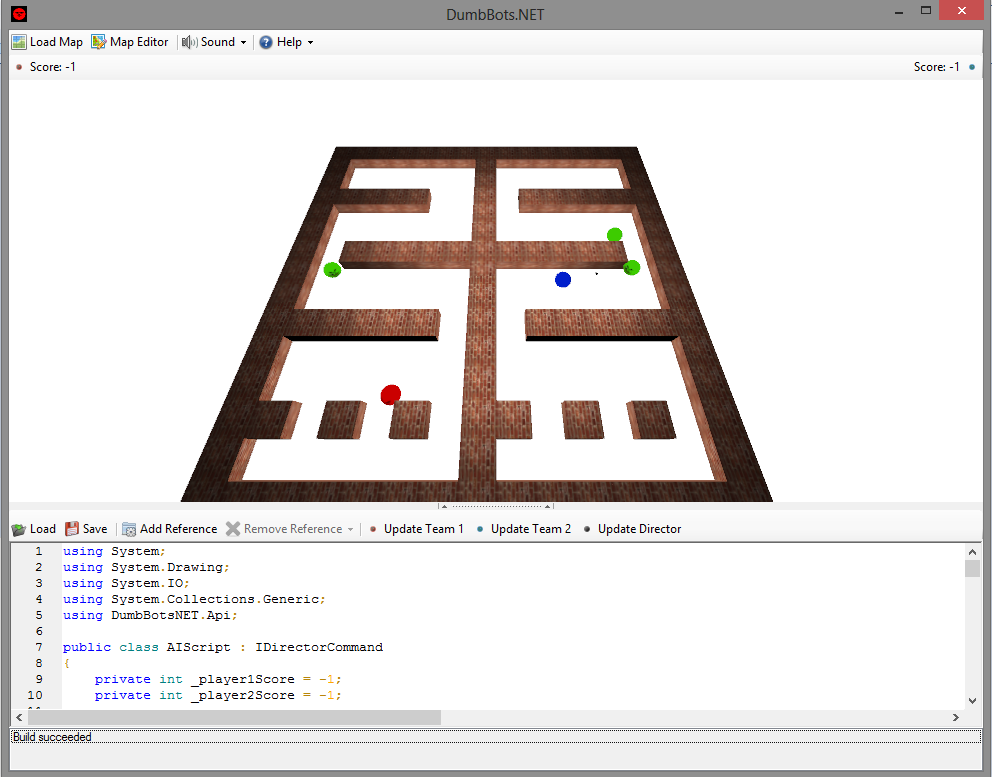 DumbBots.NET
Load Map Map Editor Sound Help
Score: -1 Score: -1
Load Save Add Reference Remove Reference Update Team 1 Update Team 2 Update Director
1 using System;
2 using System.Drawing;
3 using System.IO;
4 using System.Collections.Generic;
5 using DumbBotsNET.Api;
6
7 public class AIScript : IDirectorCommand
8 {
9 private int _player1Score = -1;
10 private int _player2Score = -1;
Build succeeded